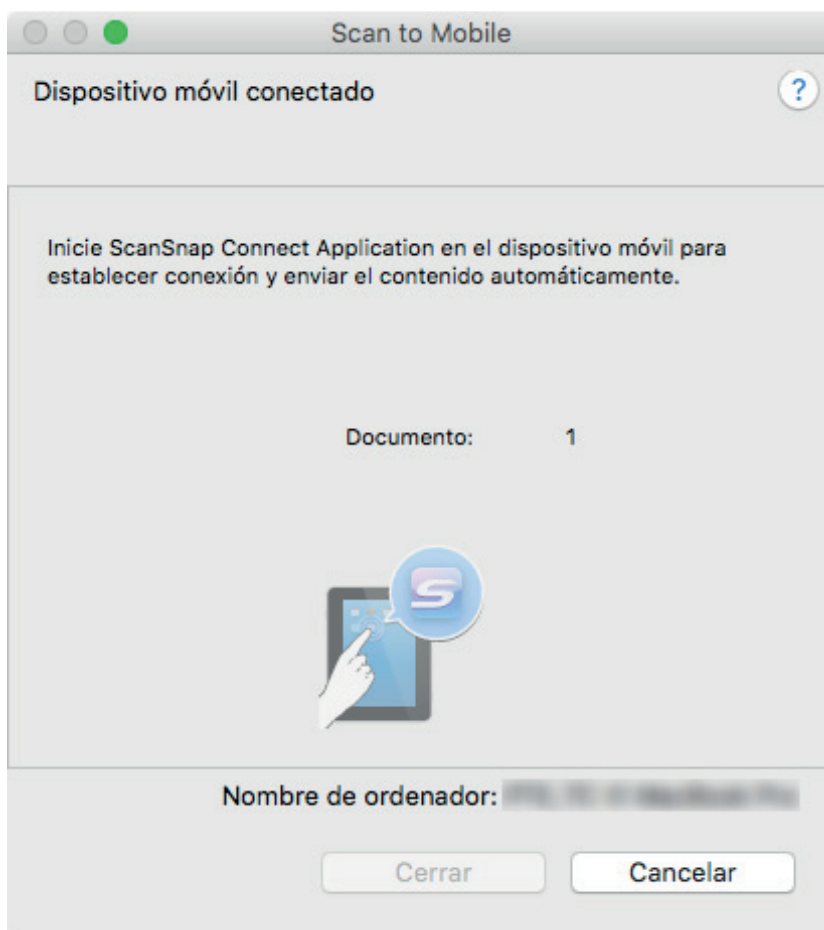 Scan to Mobile
Dispositivo móvil conectado
?
Inicie ScanSnap Connect Application en el dispositivo móvil para
establecer conexión y enviar el contenido automáticamente.
Documento: 1
S
Nombre de ordenador:
Cerrar
Cancelar